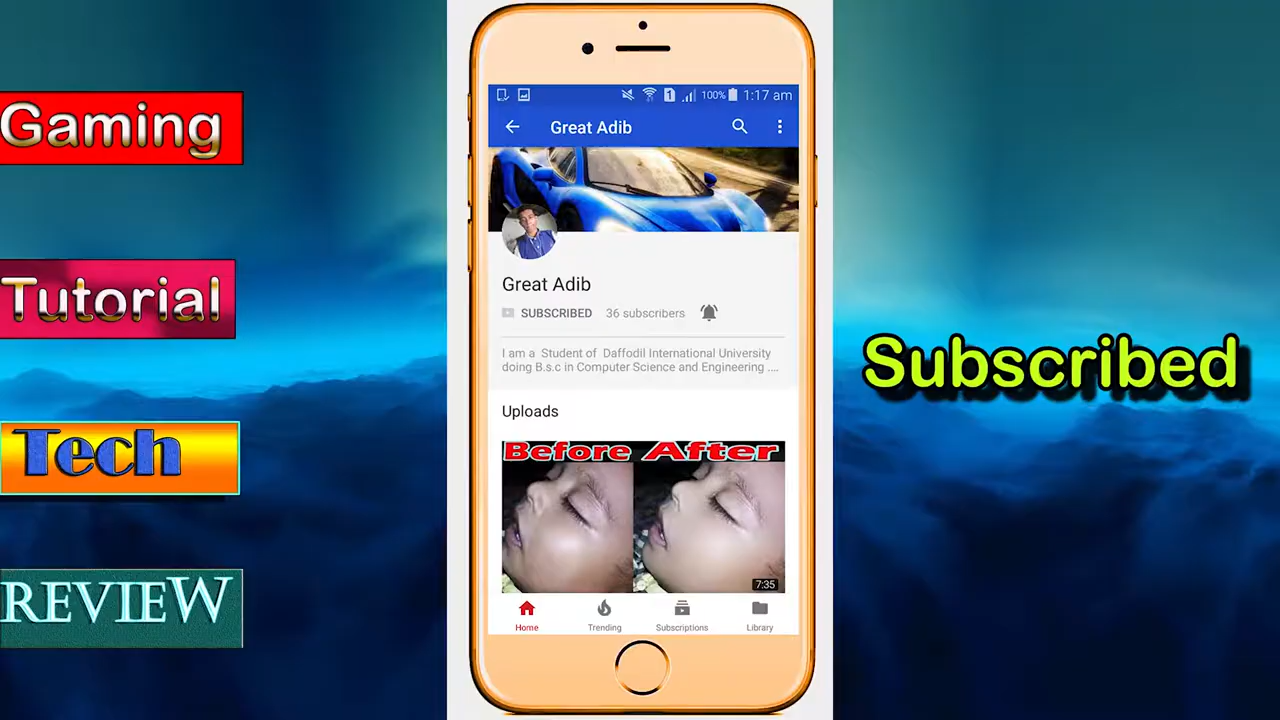 Gaming
Tutorial
Tech
REVIEW
1 100% 1:17 am
Great Adib
Great Adib
SUBSCRIBED 36 subscribers
I am a Student of Daffodil International University
doing B.s.c in Computer Science and Engineering ....
Uploads
Before After
7:35
Home Trending Subscriptions Library
Subscribed